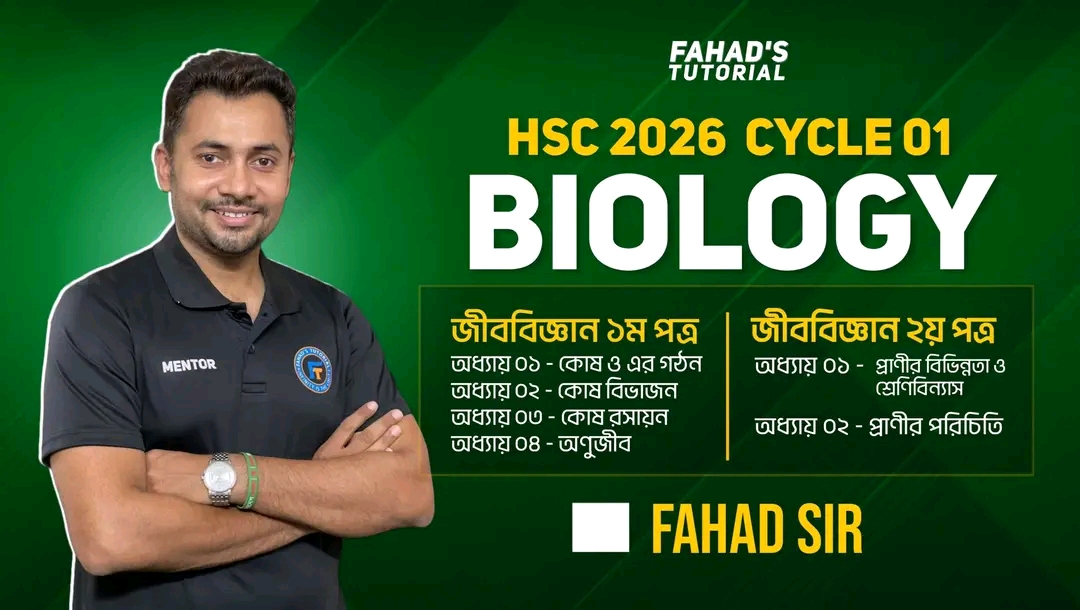 FAHAD'S
TUTORIAL
HSC 2026 CYCLE 01
BIOLOGY
জীববিজ্ঞান ১ম পত্র
অধ্যায় ০১ - কোষ ও এর গঠন
অধ্যায় ০২ - কোষ বিভাজন
অধ্যায় ০৩ - কোষ রসায়ন
অধ্যায় ০৪ - অণুজীব
জীববিজ্ঞান ২য় পত্র
অধ্যায় ০১ - প্রাণীর বিভিন্নতা ও
শ্রেণিবিন্যাস
অধ্যায় ০২ - প্রাণীর পরিচিতি
MENTOR
FAHAD SIR